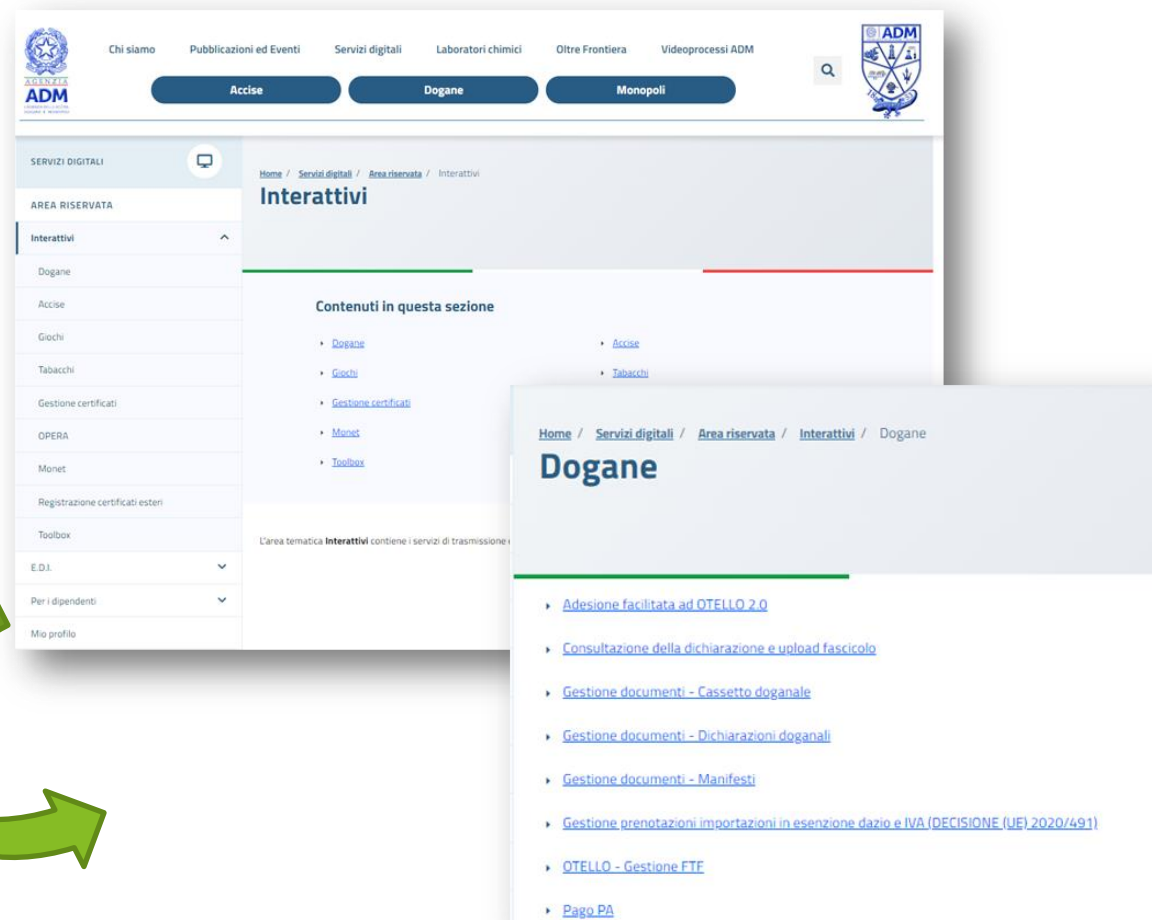 Chi siamo
Pubblicazioni ed Eventi
Servizi digitali
Laboratori chimici
Oltre Frontiera
Videoprocessi ADM
ADM
AGENZIA
ADM
Accise
Dogane
Monopoli
SERVIZI DIGITALI
AREA RISERVATA
Interattivi
Dogane
Accise
Giochi
Tabacchi
Gestione certificati
OPERA
Monet
Registrazione certificati esteri
Toolbox
E.D.I.
Per i dipendenti
Mio profilo
Home / Servizi digitali / Area riservata / Interattivi
Interattivi
Contenuti in questa sezione
Dogane
Accise
Giochi
Tabacchi
Gestione certificati
Monet
Toolbox
L'area tematica Interattivi contiene i servizi di trasmissione
Home / Servizi digitali / Area riservata / Interattivi / Dogane
Dogane
Adesione facilitata ad OTELLO 2.0
Consultazione della dichiarazione e upload fascicolo
Gestione documenti - Cassetto doganale
Gestione documenti - Dichiarazioni doganali
Gestione documenti - Manifesti
Gestione prenotazioni importazioni in esenzione dazio e IVA (DECISIONE (UE) 2020/491)
OTELLO - Gestione FTF
Pago PA